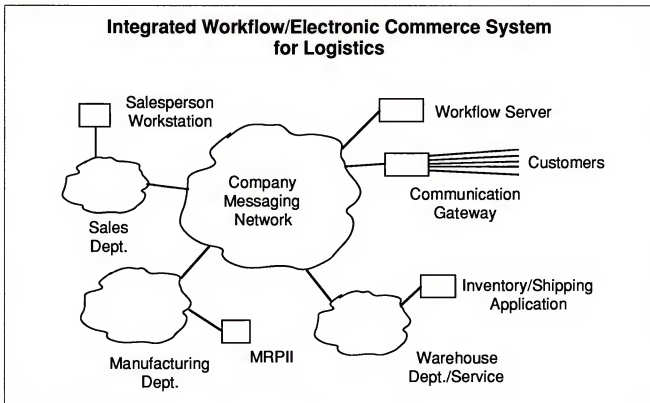 Integrated Workflow/Electronic Commerce System
for Logistics
Salesperson
Workstation
Workflow Server
Customers
Company
Messaging
Network
Communication
Gateway
Sales
Dept.
Inventory/Shipping
Application
Manufacturing
Dept.
MRPII
Warehouse
Dept./Service